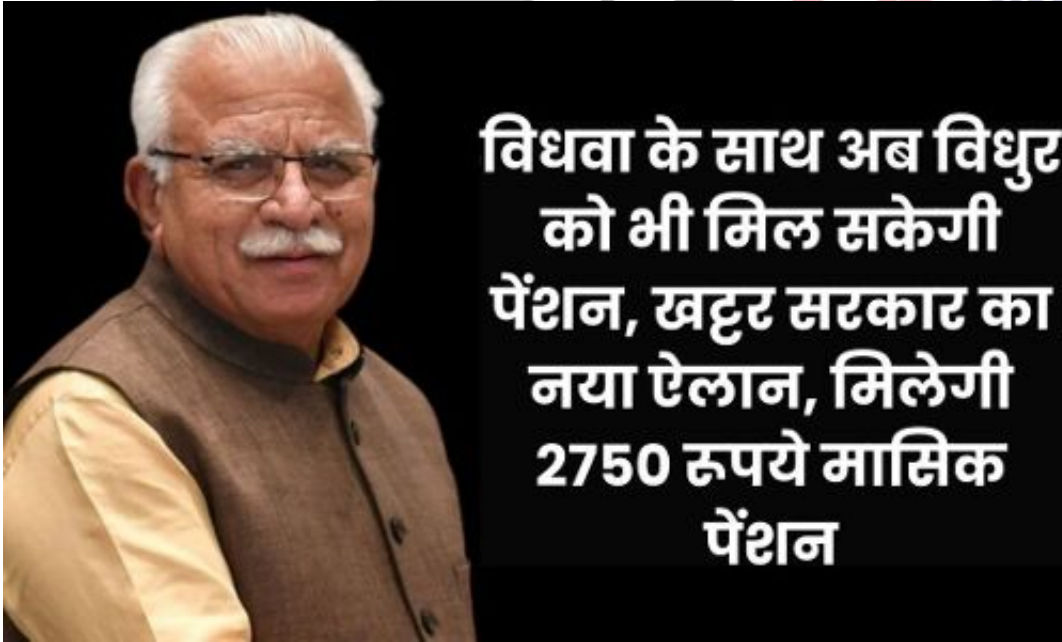 विधवा के साथ अब विधुर
को भी मिल सकेगी
पेंशन, खट्टर सरकार का
नया ऐलान, मिलेगी
2750 रूपये मासिक
पेंशन